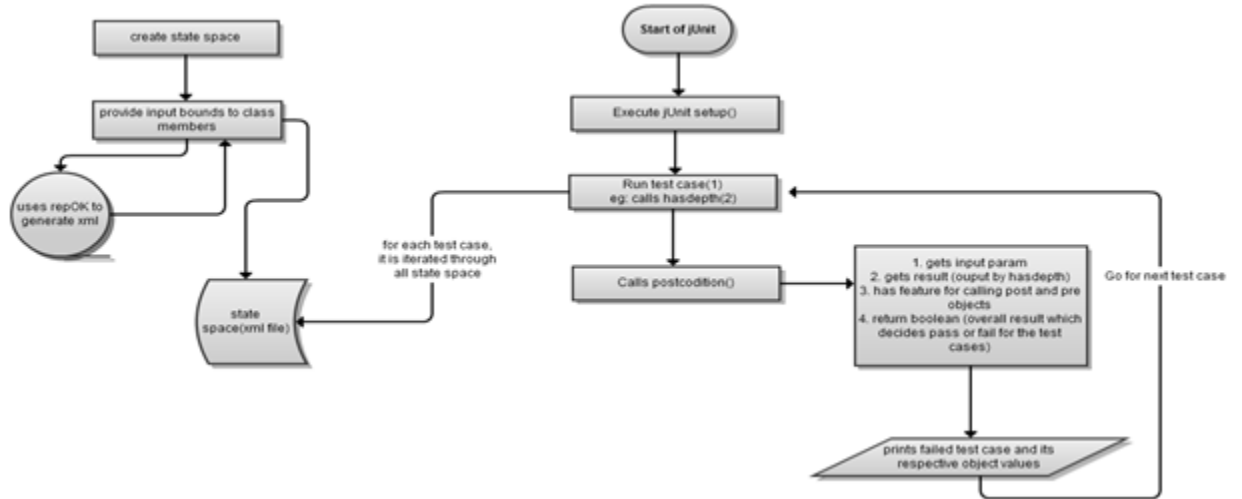 create state space
provide input bounds to class
members
uses repOK to
generate xml
state
space(xml file)
for each test case,
it is iterated through
all state space
Start of jUnit
Execute jUnit setup()
Run test case(1)
eg: calls hasdepth(2)
Calls postcodition()
1. gets input param
2. gets result (ouput by hasdepth)
3. has feature for calling post and pre
objects
4. return boolean (overall result which
decides pass or fail for the test
cases)
Go for next test case
prints failed test case and its
respective object values